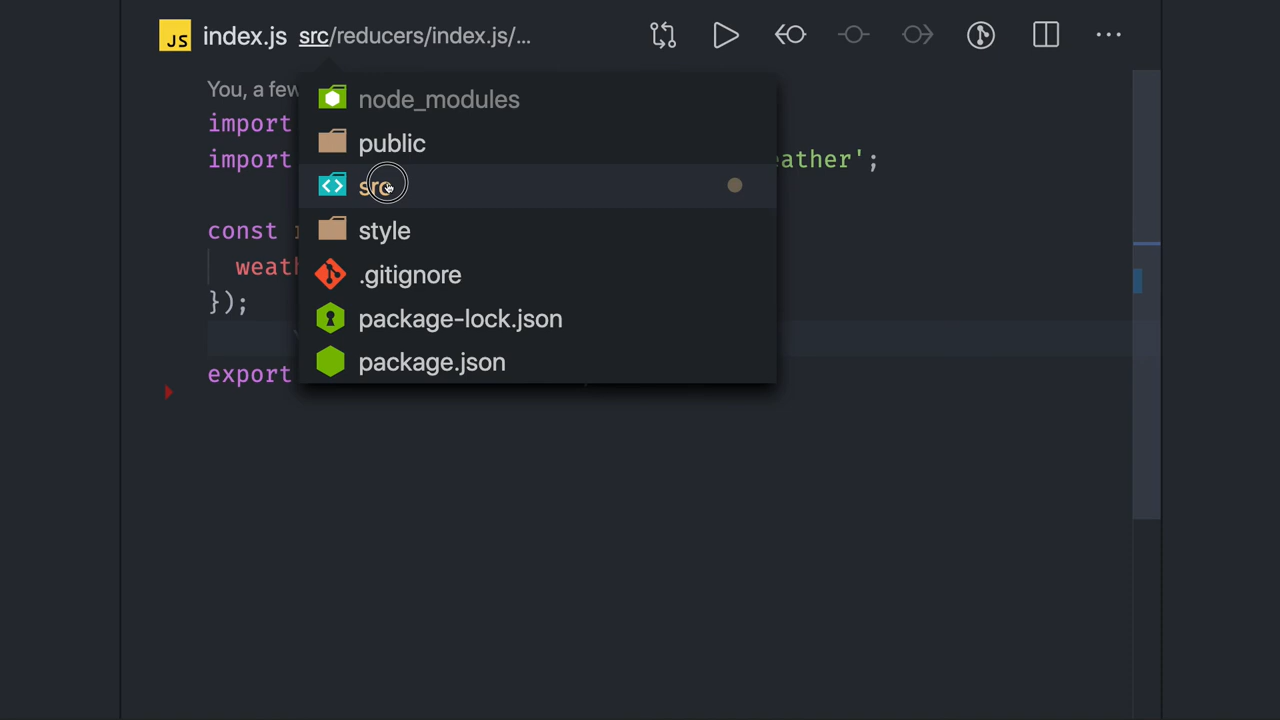 JS index.js src/reducers/index.js/...
You, a few
node_modules
import
public
import eather';
src
const
style
weath
.gitignore
});
package-lock.json
package.json
export